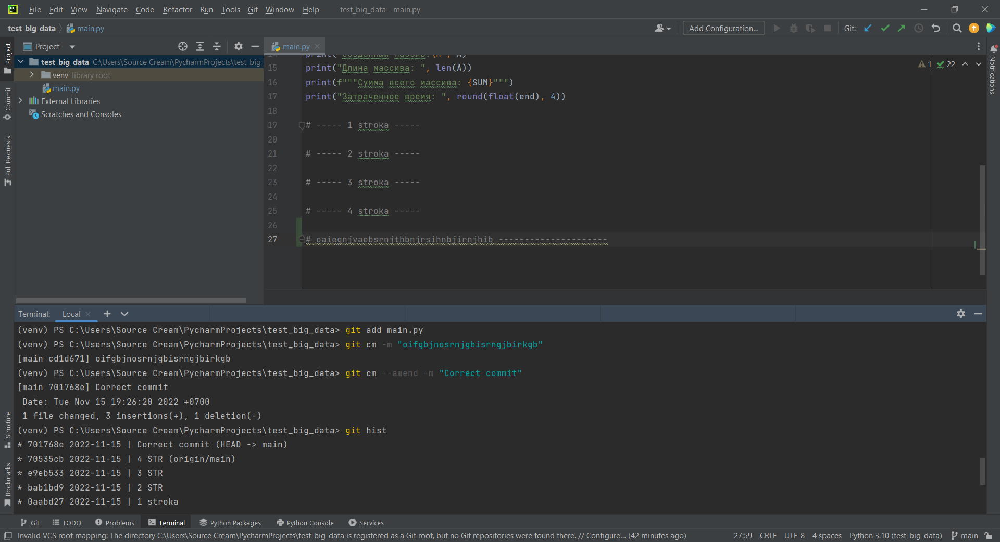 File Edit View Navigate Code Refactor Run Tools Git Window Help test_big_data - main.py
test_big_data main.py Add Configuration... Git:
Project
main.py
test_big_data C:\Users\Source Cream\PycharmProjects\test_big_
venv library root
main.py
External Libraries
Scratches and Consoles
Project
Commit
Pull Requests
Structure
Bookmarks
Notifications
1 22
15 print("Длина массива: ", len(A))
16 print(f"""Сумма всего массива: {SUM}""")
17 print("Затраченное время: ", round(float(end), 4))
18
19 # ----- 1 stroka -----
20
21 # ----- 2 stroka -----
22
23 # ----- 3 stroka -----
24
25 # ----- 4 stroka -----
26
27 # oaiegnjvaebsrnjthbnjrsihnbjirnjhib ---------------------
Terminal: Local
(venv) PS C:\Users\Source Cream\PycharmProjects\test_big_data> git add main.py
(venv) PS C:\Users\Source Cream\PycharmProjects\test_big_data> git cm -m "oifgbjnosrnjgbisrngjbirkgb"
[main cd1d671] oifgbjnosrnjgbisrngjbirkgb
(venv) PS C:\Users\Source Cream\PycharmProjects\test_big_data> git cm --amend -m "Correct commit"
[main 701768e] Correct commit
Date: Tue Nov 15 19:26:20 2022 +0700
1 file changed, 3 insertions(+), 1 deletion(-)
(venv) PS C:\Users\Source Cream\PycharmProjects\test_big_data> git hist
* 701768e 2022-11-15 | Correct commit (HEAD -> main)
* 70535cb 2022-11-15 | 4 STR (origin/main)
* e9eb533 2022-11-15 | 3 STR
* bab1bd9 2022-11-15 | 2 STR
* 0aabd27 2022-11-15 | 1 stroka
Git TODO Problems Terminal Python Packages Python Console Services
Invalid VCS root mapping: The directory C:\Users\Source Cream\PycharmProjects\test_big_data is registered as a Git root, but no Git repositories were found there. // Configure... (42 minutes ago) 27:59 CRLF UTF-8 4 spaces Python 3.10 (test_big_data) main